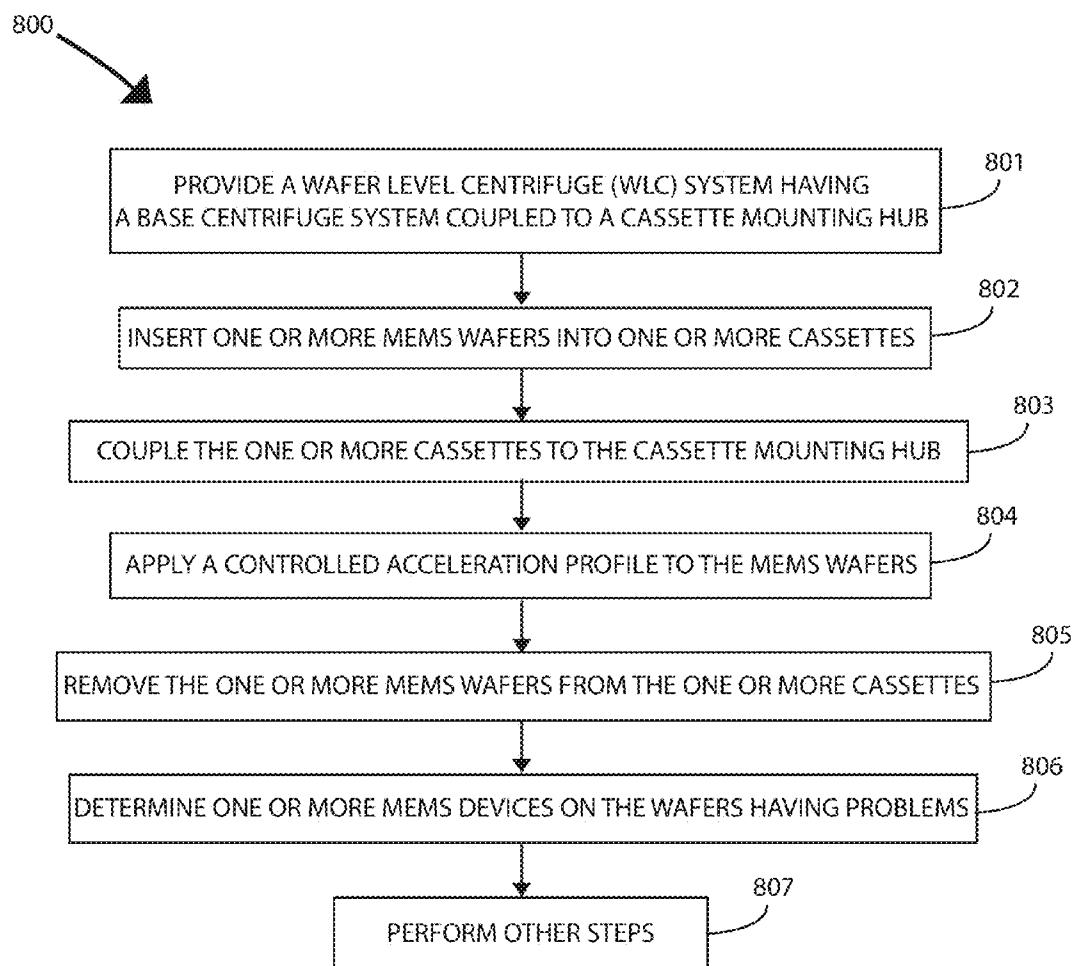 800
801
PROVIDE A WAFER LEVEL CENTRIFUGE (WLC) SYSTEM HAVING
A BASE CENTRIFUGE SYSTEM COUPLED TO A CASSETTE MOUNTING HUB
802
INSERT ONE OR MORE MEMS WAFERS INTO ONE OR MORE CASSETTES
803
COUPLE THE ONE OR MORE CASSETTES TO THE CASSETTE MOUNTING HUB
804
APPLY A CONTROLLED ACCELERATION PROFILE TO THE MEMS WAFERS
805
REMOVE THE ONE OR MORE MEMS WAFERS FROM THE ONE OR MORE CASSETTES
806
DETERMINE ONE OR MORE MEMS DEVICES ON THE WAFERS HAVING PROBLEMS
807
PERFORM OTHER STEPS